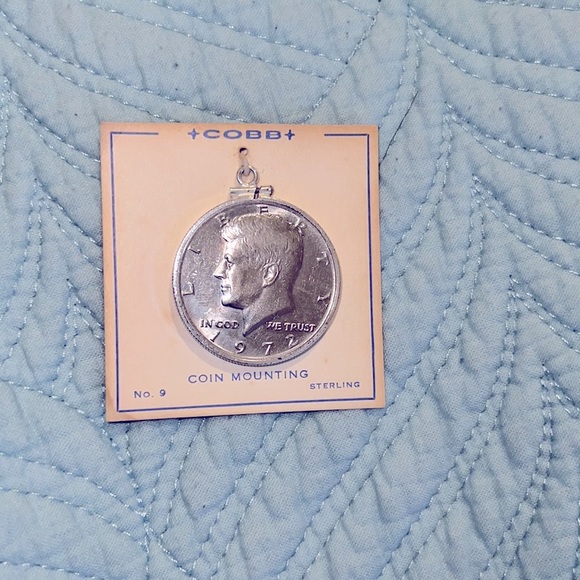 COBB
LIBERTY
IN GOD WE TRUST
1972
COIN MOUNTING
No. 9 STERLING